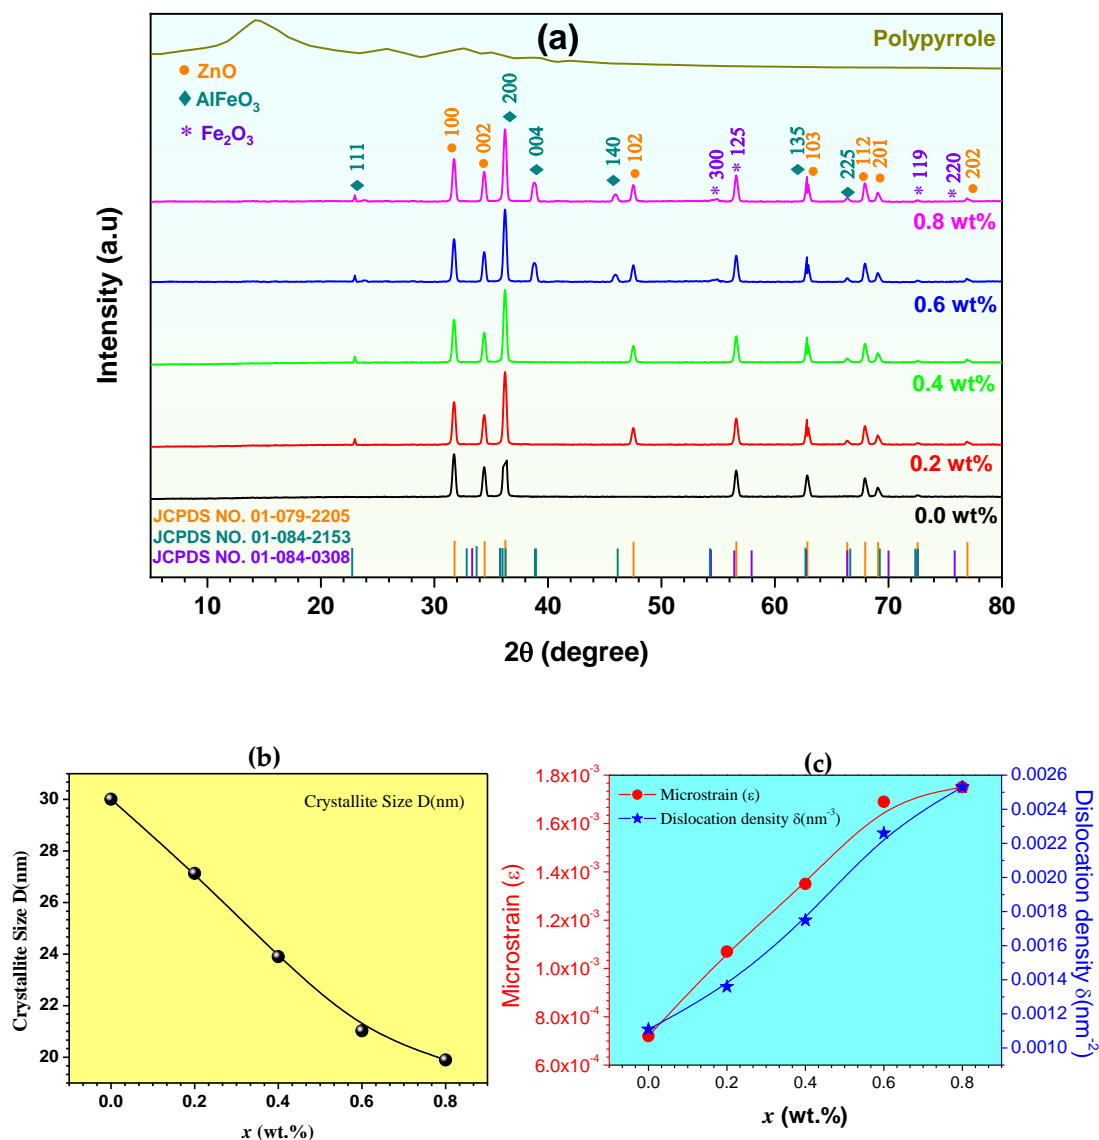 (a)
Polypyrrole
ZnO
AlFeO₃
* Fe₂O₃
111
100
002
200
004
140
102
* 300
* 125
135
103
225
112
201
* 119
* 220
202
0.8 wt%
0.6 wt%
0.4 wt%
0.2 wt%
0.0 wt%
Intensity (a.u)
JCPDS NO. 01-079-2205
JCPDS NO. 01-084-2153
JCPDS NO. 01-084-0308
10 20 30 40 50 60 70 80
2θ (degree)
(b)
Crystallite Size D(nm)
30
28
26
24
22
20
Crystallite Size D(nm)
0.0 0.2 0.4 0.6 0.8
x (wt.%)
(c)
Microstrain (ε)
Dislocation density δ(nm⁻³)
1.8x10⁻³
1.6x10⁻³
1.4x10⁻³
1.2x10⁻³
1.0x10⁻³
8.0x10⁻⁴
6.0x10⁻⁴
Microstrain (ε)
0.0026
0.0024
0.0022
0.0020
0.0018
0.0016
0.0014
0.0012
0.0010
Dislocation density δ(nm⁻²)
0.0 0.2 0.4 0.6 0.8
x (wt.%)